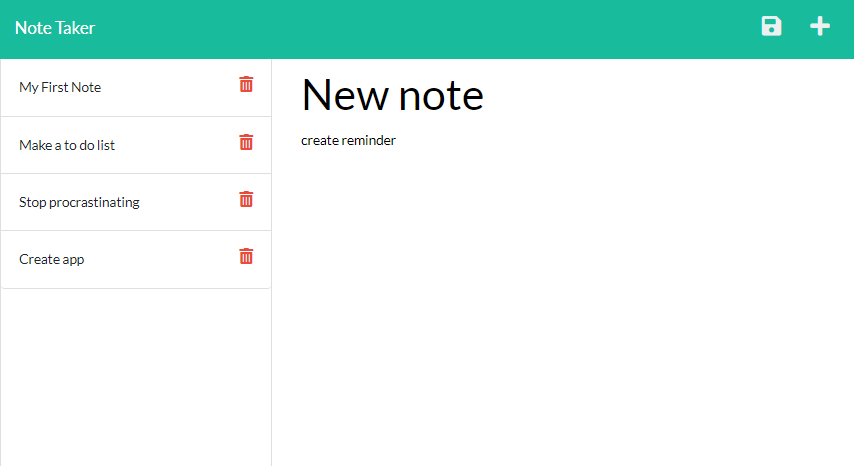 Note Taker
My First Note
Make a to do list
Stop procrastinating
Create app
New note
create reminder